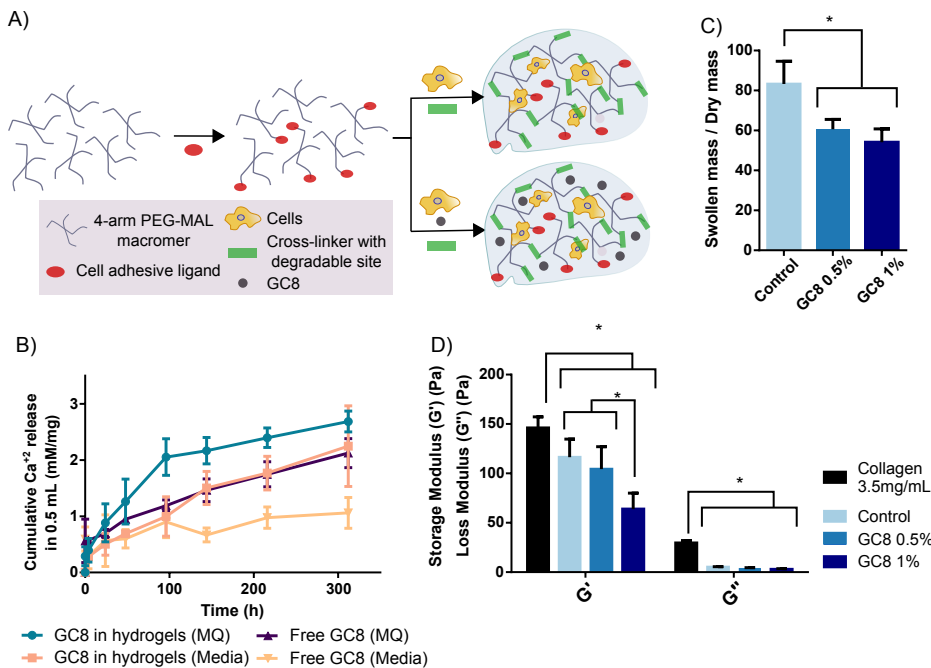 A)
4-arm PEG-MAL
macromer
Cell adhesive ligand
Cells
Cross-linker with
degradable site
GC8
C)
Swollen mass / Dry mass
100
80
60
40
20
0
*
Control
GC8 0.5%
GC8 1%
B)
Cumulative Ca+2 release
in 0.5 mL (mM/mg)
3
2
1
0
0
100
200
300
Time (h)
GC8 in hydrogels (MQ)
GC8 in hydrogels (Media)
Free GC8 (MQ)
Free GC8 (Media)
D)
Storage Modulus (G') (Pa)
Loss Modulus (G'') (Pa)
200
150
100
50
0
*
*
*
G'
G''
Collagen
3.5mg/mL
Control
GC8 0.5%
GC8 1%